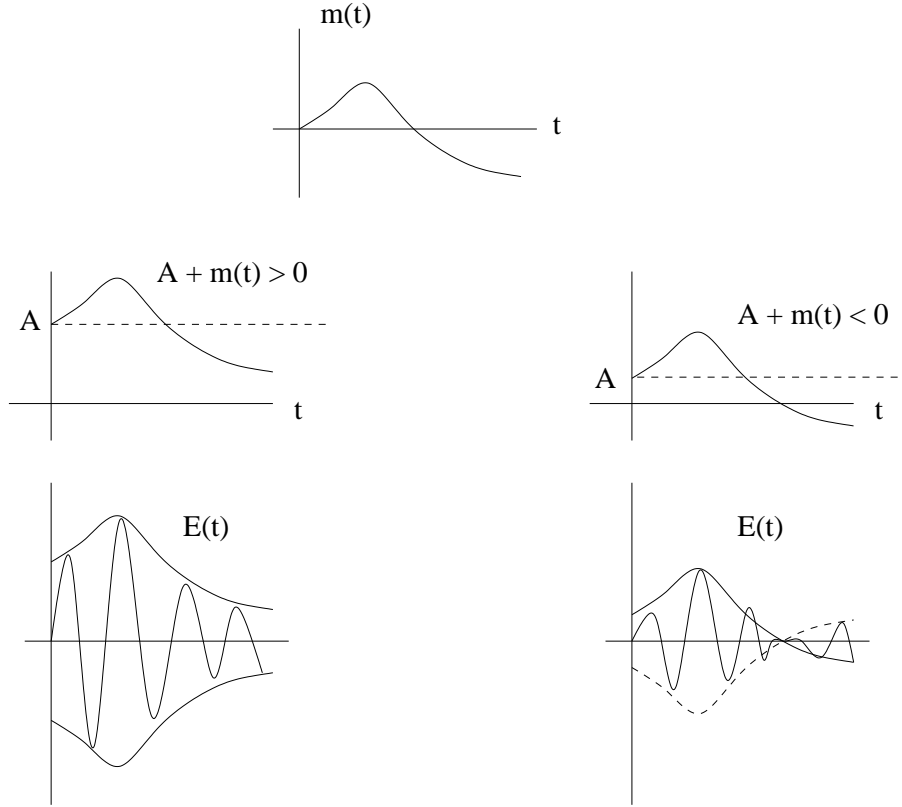 m(t)
t
A + m(t) > 0
A
t
A + m(t) < 0
A
t
E(t)
E(t)